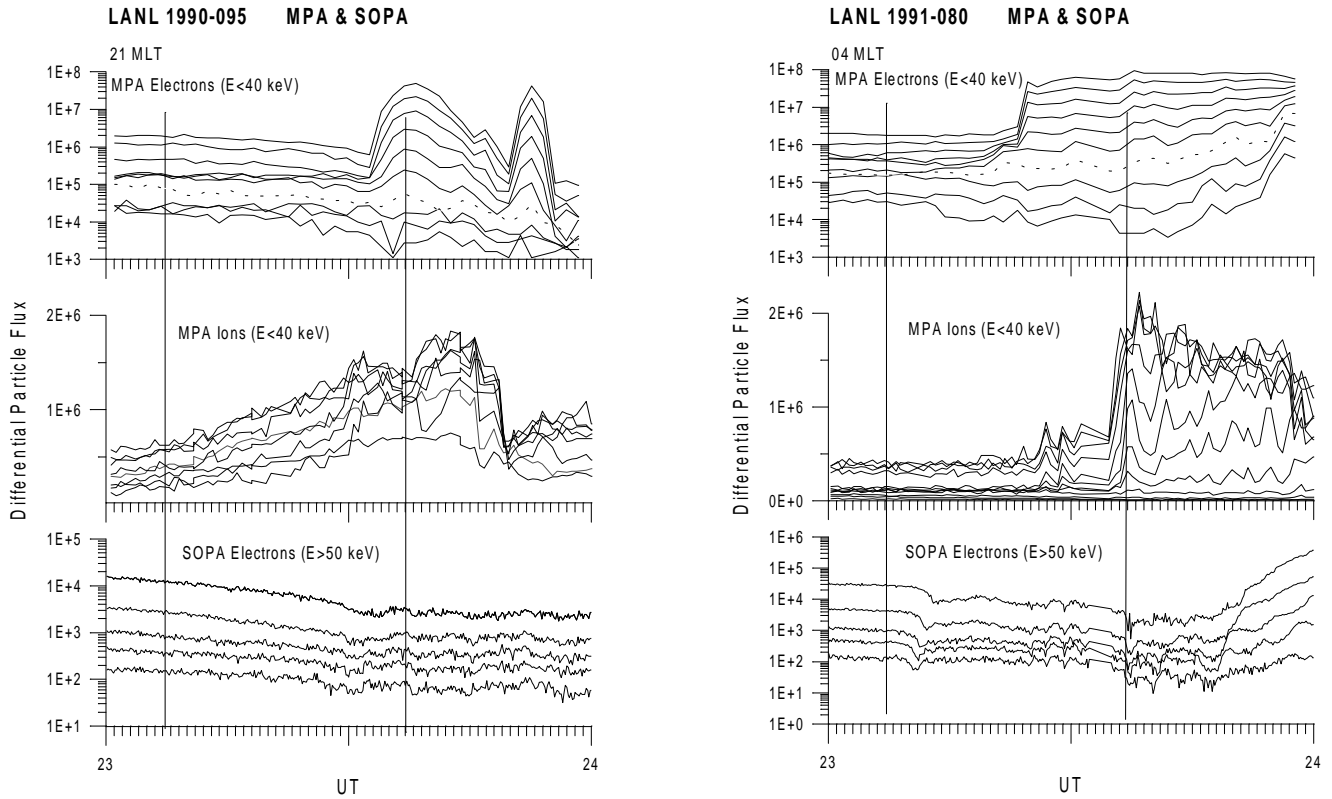 LANL 1990-095 MPA & SOPA
21 MLT
MPA Electrons (E<40 keV)
1E+8
1E+7
1E+6
1E+5
1E+4
1E+3
MPA Ions (E<40 keV)
2E+6
1E+6
Differential Particle Flux
SOPA Electrons (E>50 keV)
1E+5
1E+4
1E+3
1E+2
1E+1
23
24
UT
LANL 1991-080 MPA & SOPA
04 MLT
MPA Electrons (E<40 keV)
1E+8
1E+7
1E+6
1E+5
1E+4
1E+3
MPA Ions (E<40 keV)
2E+6
1E+6
0E+0
Differential Particle Flux
SOPA Electrons (E>50 keV)
1E+6
1E+5
1E+4
1E+3
1E+2
1E+1
1E+0
23
24
UT